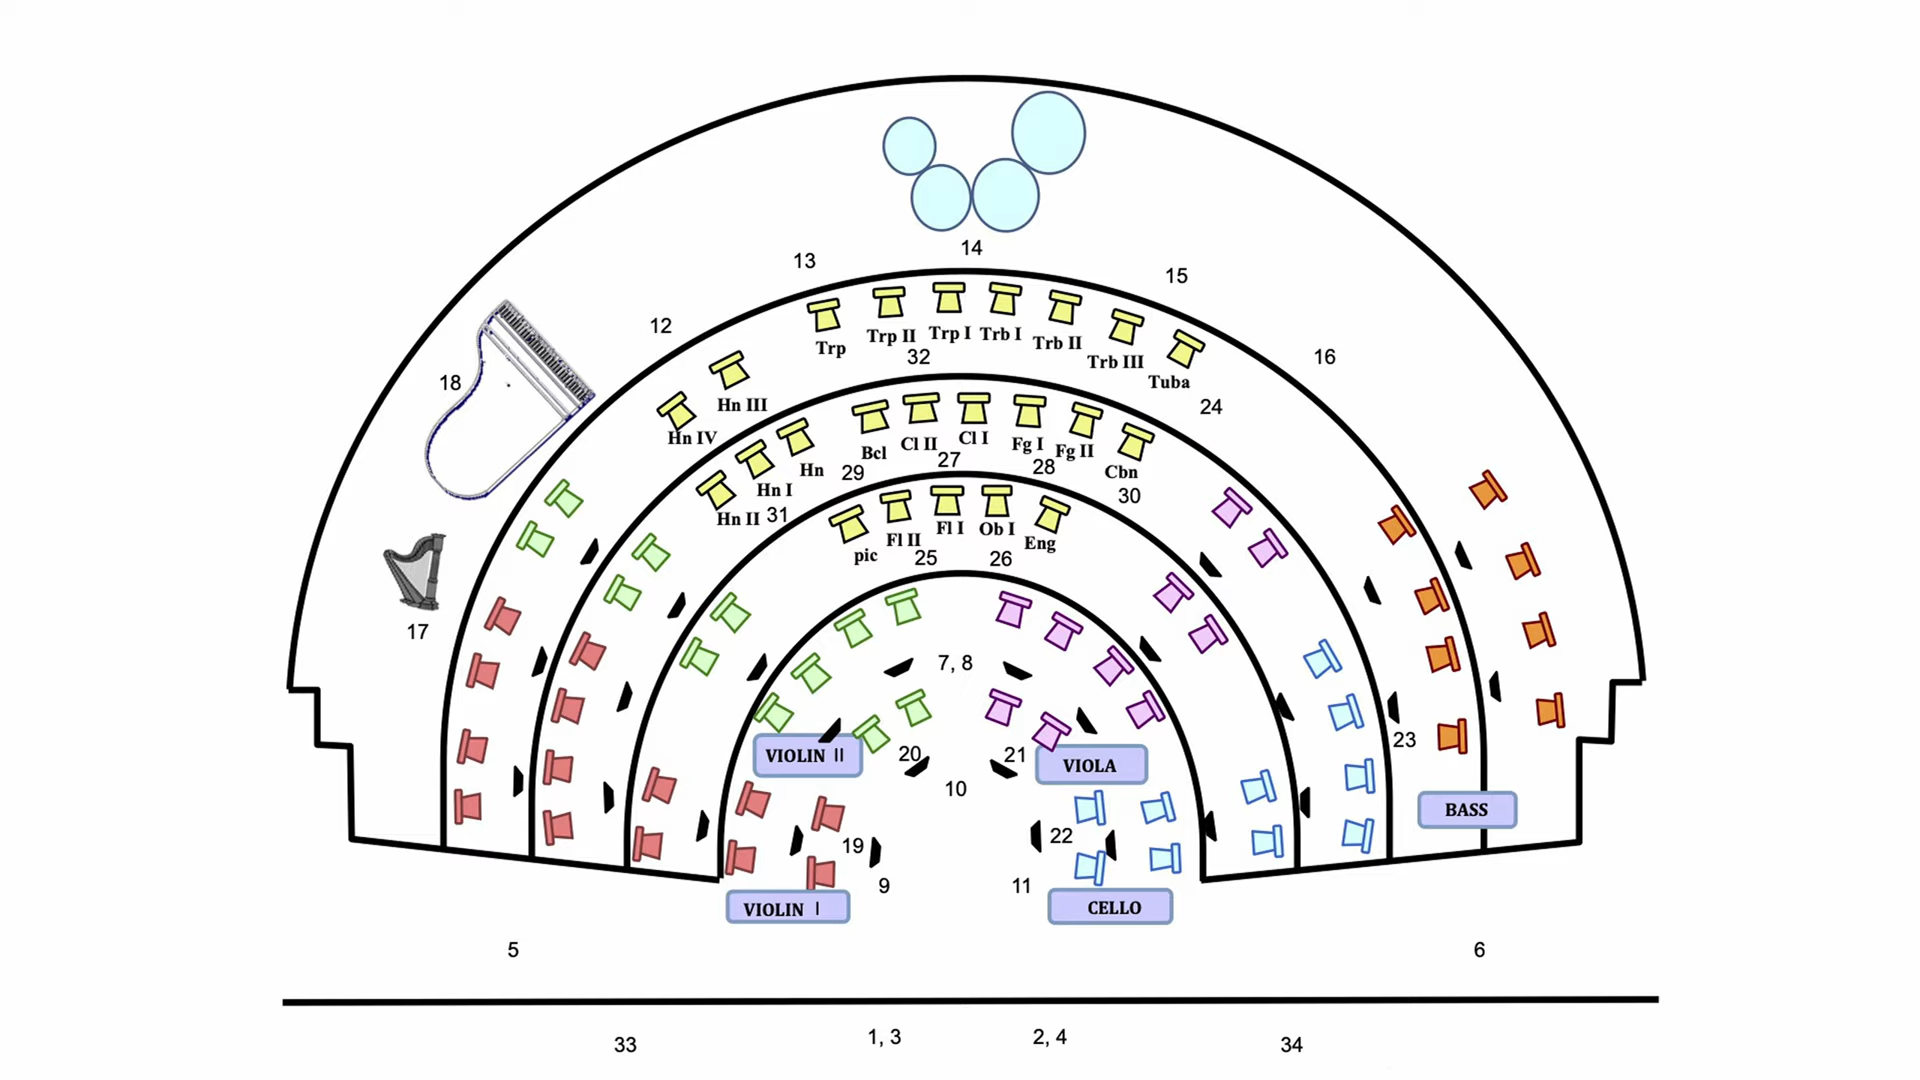 14
13
15
12
16
18
Trp
Trp II
Trp I
Trb I
Trb II
Trb III
Tuba
32
24
Hn III
Hn IV
Hn
Hn I
Hn II
Bcl
Cl II
Cl I
Fg I
Fg II
Cbn
29
27
28
30
31
pic
Fl II
Fl I
Ob I
Eng
25
26
17
7, 8
VIOLIN II
20
21
VIOLA
23
10
BASS
19
22
9
11
VIOLIN I
CELLO
5
6
33
1, 3
2, 4
34